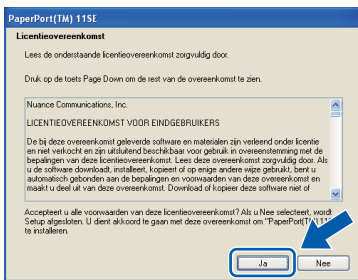 PaperPort(TM) 11SE
Licentieovereenkomst
Lees de onderstaande licentieovereenkomst zorgvuldig door.
Druk op de toets Page Down om de rest van de overeenkomst te zien.
Nuance Communications, Inc.
LICENTIEOVEREENKOMST VOOR EINDGEBRUIKERS
De bij deze overeenkomst geleverde software en materialen zijn verleend onder licentie
en niet verkocht en zijn uitsluitend beschikbaar voor gebruik in overeenstemming met de
bepalingen van deze licentieovereenkomst. Lees deze overeenkomst zorgvuldig door. Als
u de software downloadt, installeert, kopieert of op enige andere wijze gebruikt, bent u
automatisch gebonden aan de bepalingen en voorwaarden van deze overeenkomst en
maakt u deel uit van deze overeenkomst. Download of kopieer deze software niet of
Accepteert u alle voorwaarden van deze licentieovereenkomst? Als u Nee selecteert, wordt
Setup afgesloten. U dient akkoord te gaan met deze overeenkomst om "PaperPort(TM) 11
te installeren.
Ja
Nee